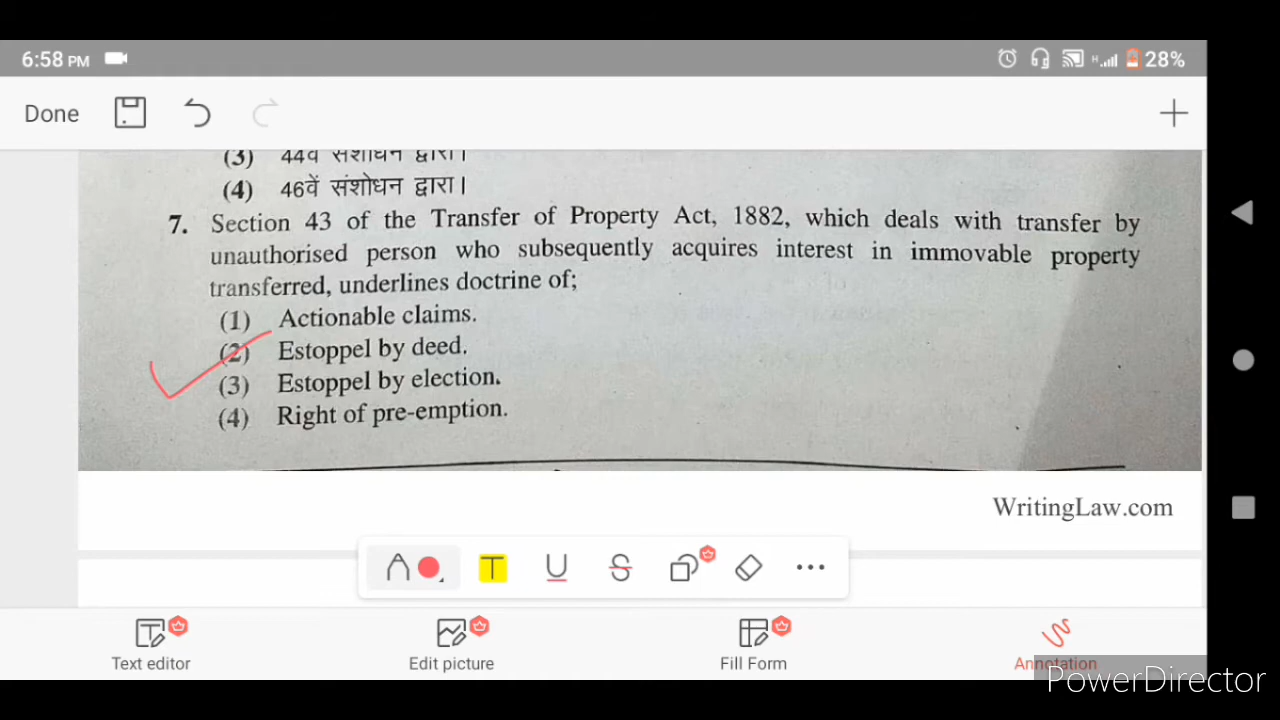 6:58 PM
28%
Done
(3) 44वें संशोधन द्वारा।
(4) 46वें संशोधन द्वारा।
7. Section 43 of the Transfer of Property Act, 1882, which deals with transfer by
unauthorised person who subsequently acquires interest in immovable property
transferred, underlines doctrine of;
(1) Actionable claims.
(2) Estoppel by deed.
(3) Estoppel by election.
(4) Right of pre-emption.
WritingLaw.com
Text editor
Edit picture
Fill Form
Annotation
PowerDirector